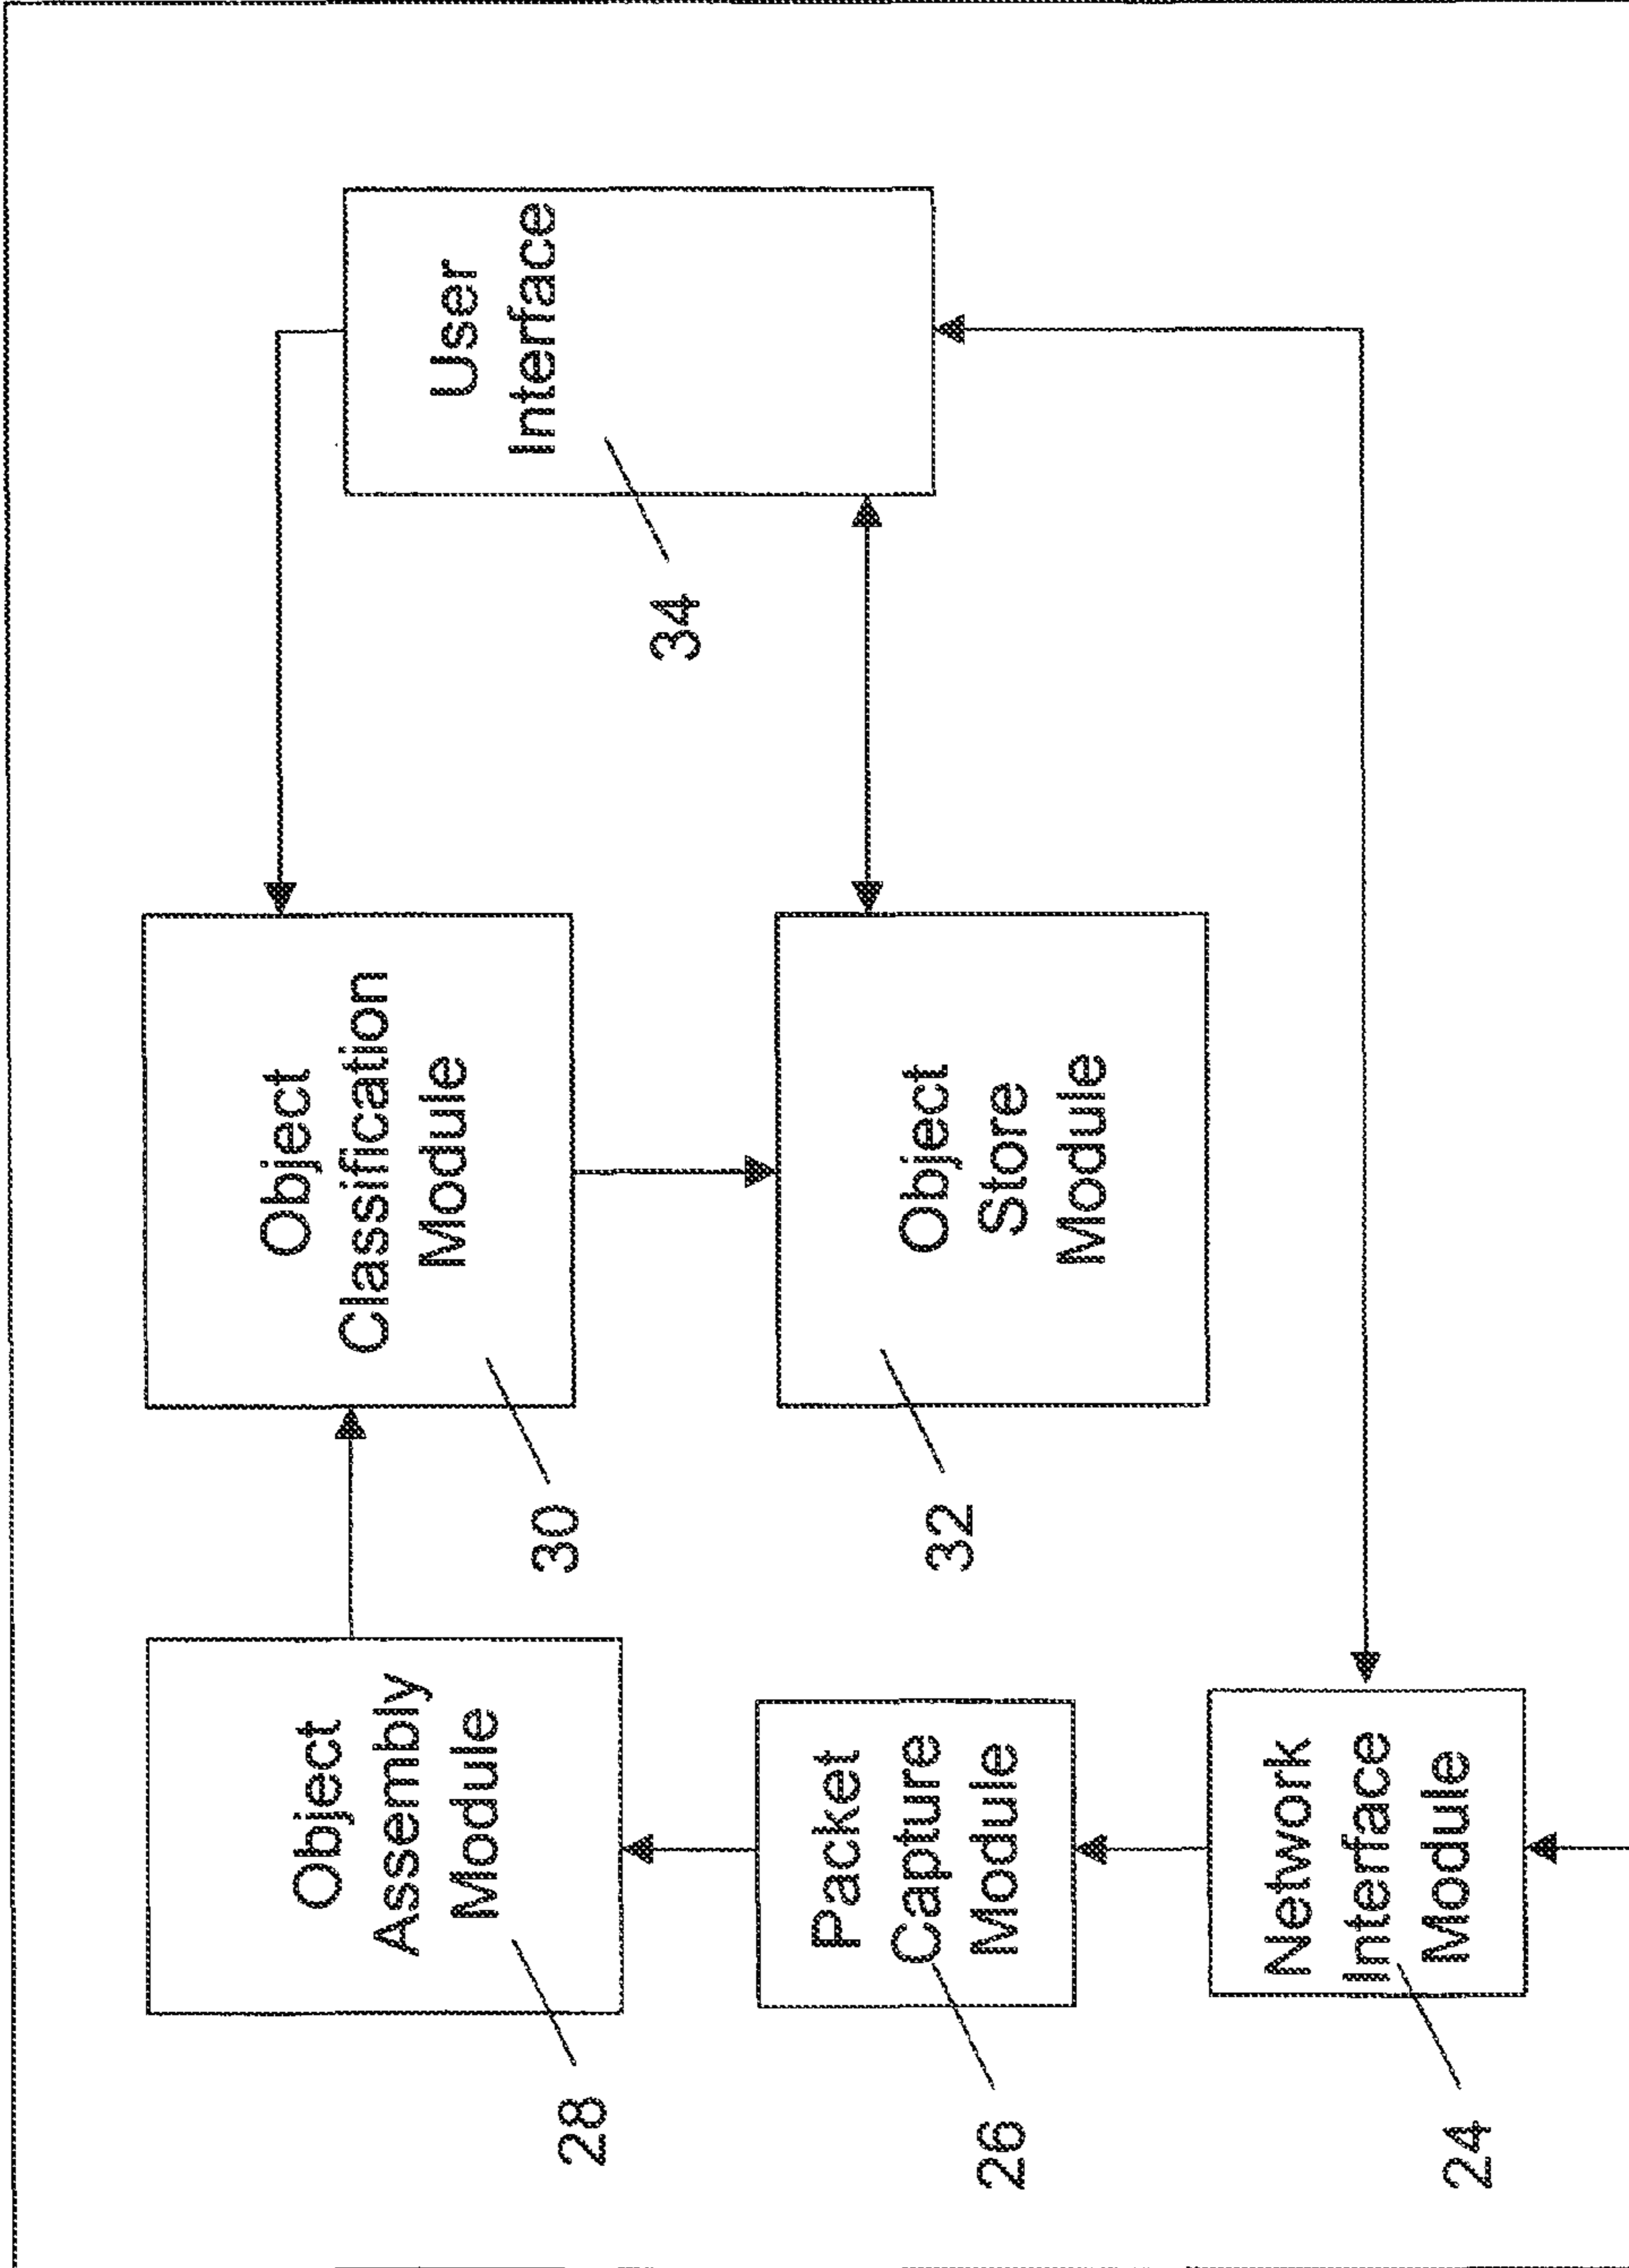 Object
Assembly
Module
28
Object
Classification
Module
30
User
Interface
34
Packet
Capture
Module
26
Object
Store
Module
32
Network
Interface
Module
24